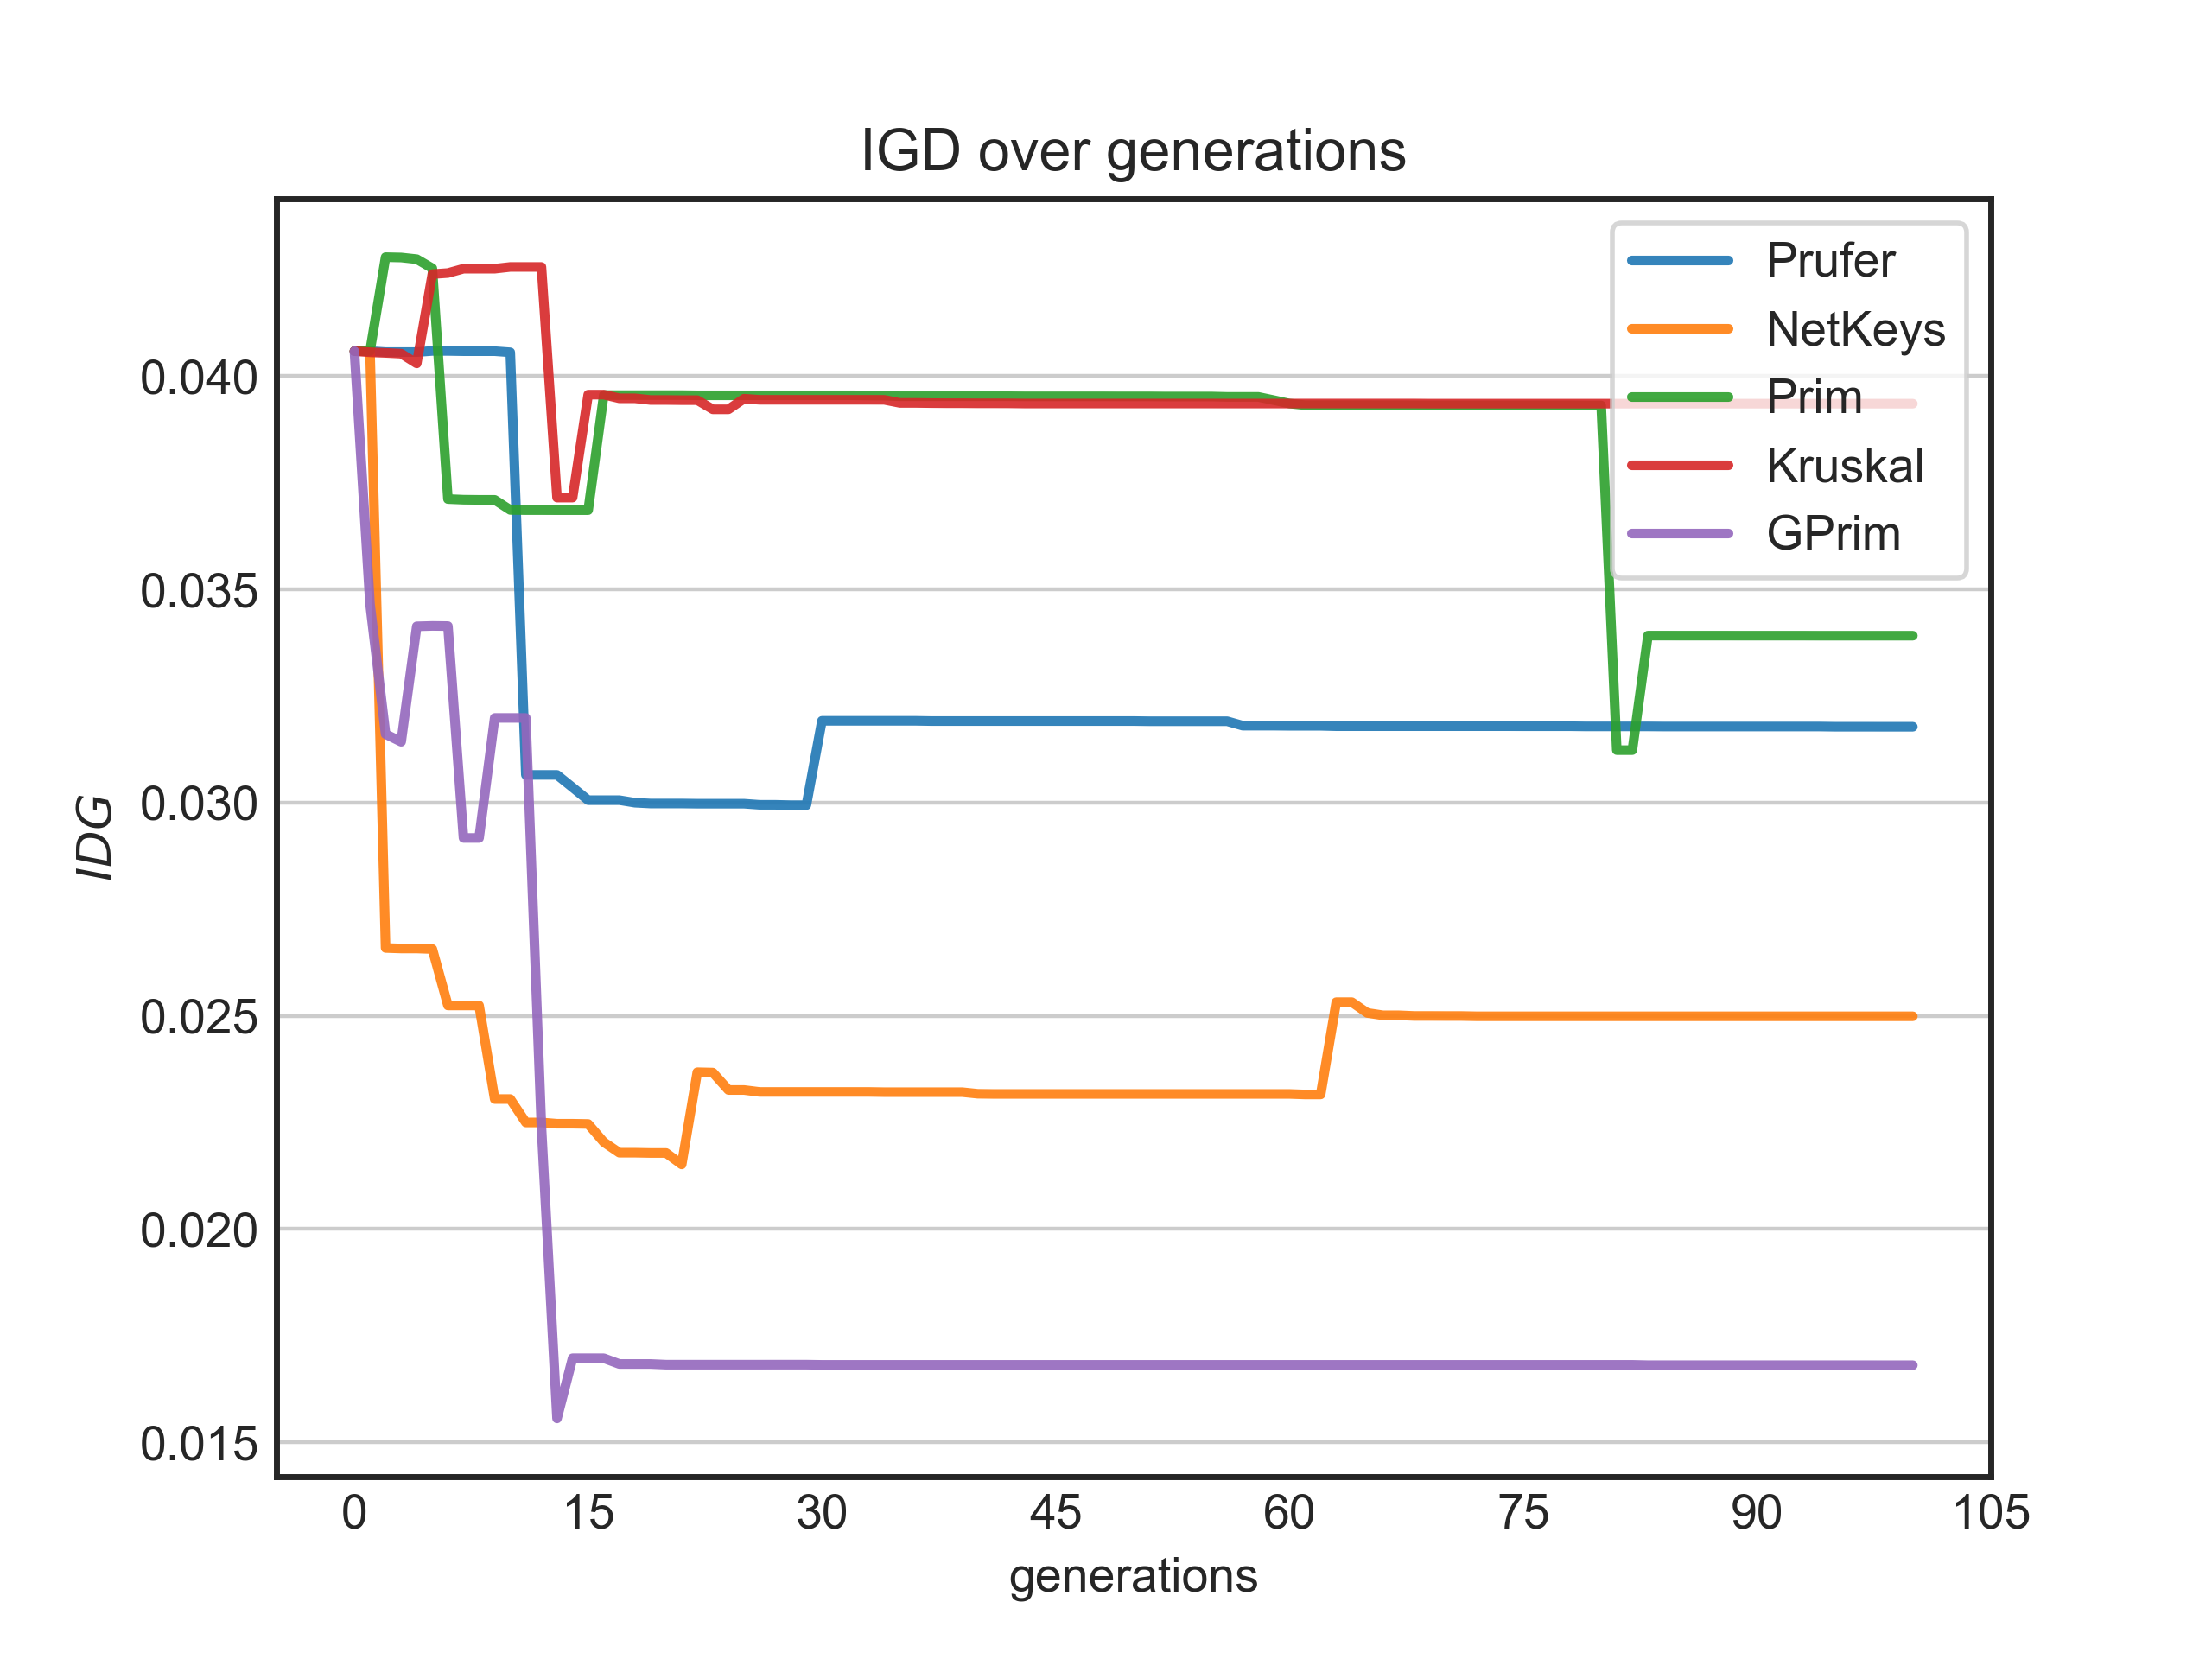 IGD over generations
Prufer
NetKeys
Prim
Kruskal
GPrim
0.040
0.035
0.030
0.025
0.020
0.015
IDG
0 15 30 45 60 75 90 105
generations